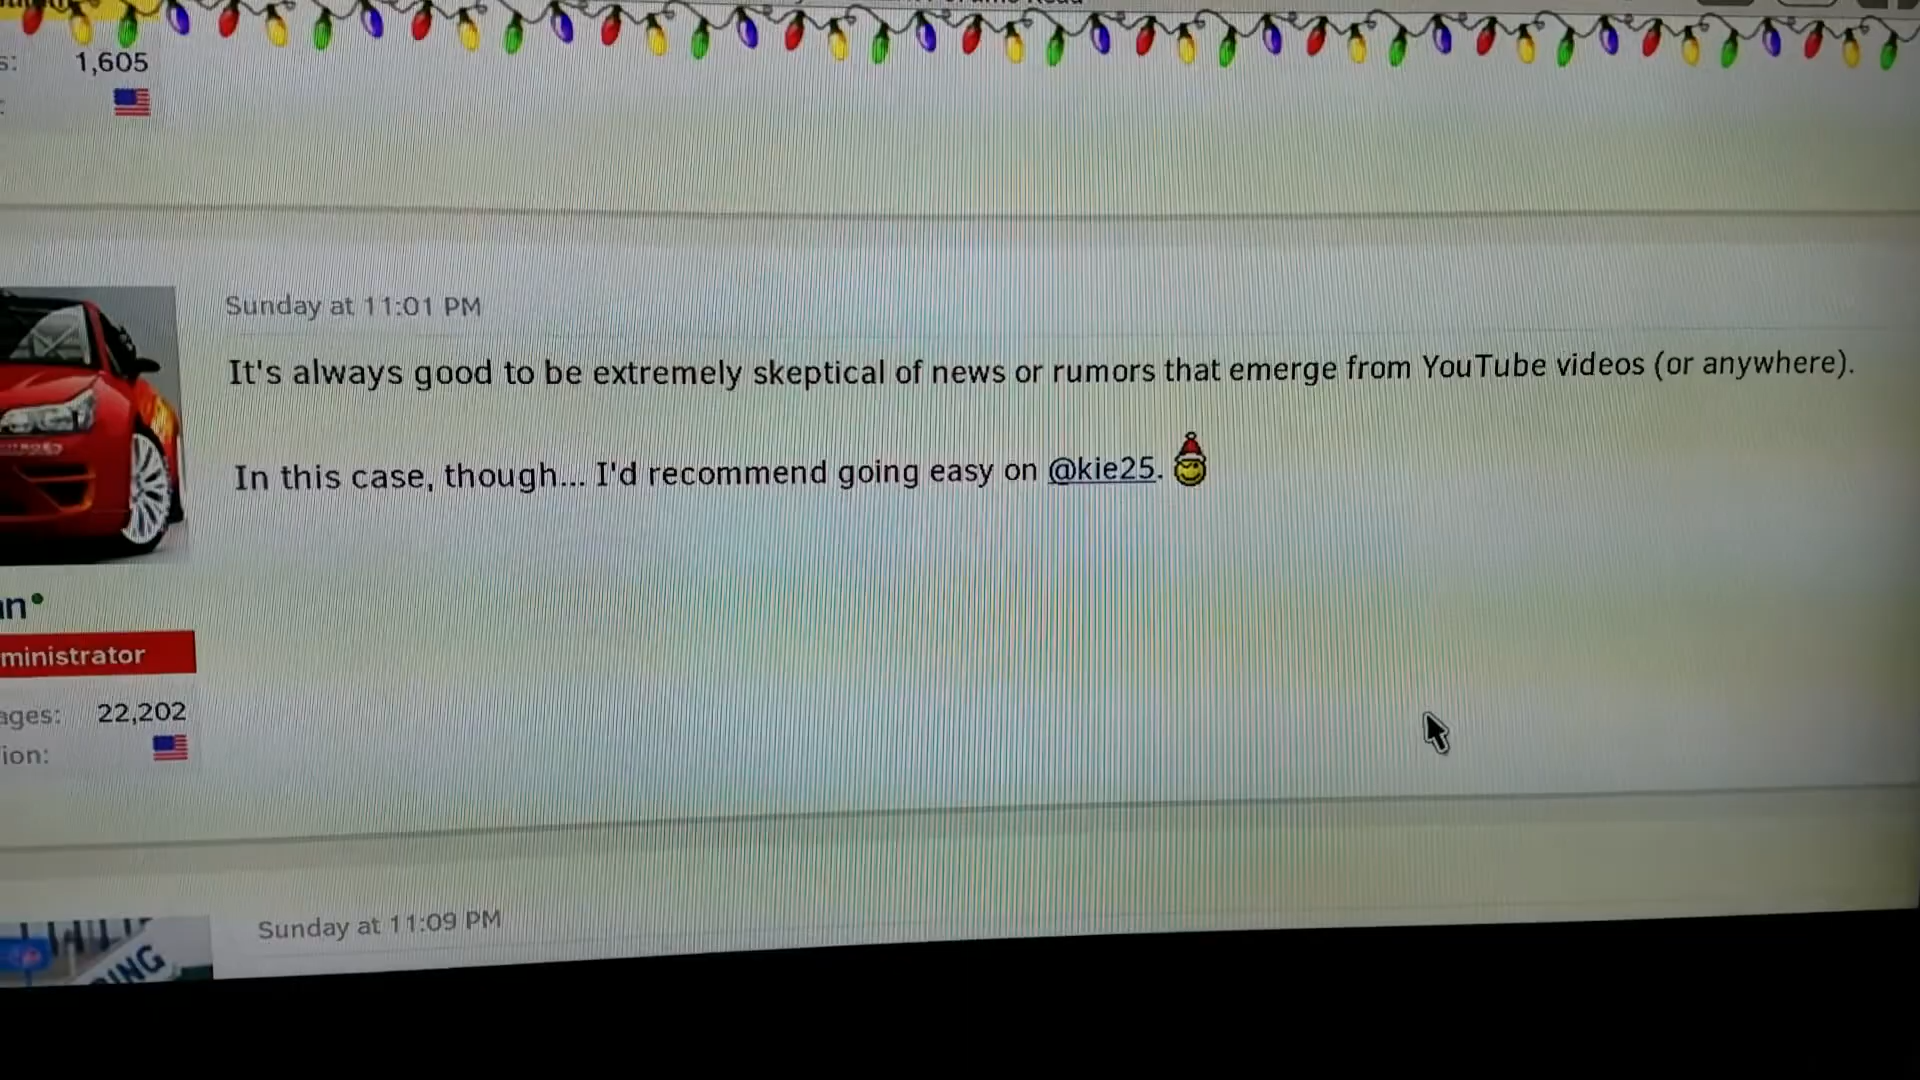 1,605
Sunday at 11:01 PM
It's always good to be extremely skeptical of news or rumors that emerge from YouTube videos (or anywhere).
In this case, though... I'd recommend going easy on @kie25.
ministrator
ages: 22,202
ion:
Sunday at 11:09 PM